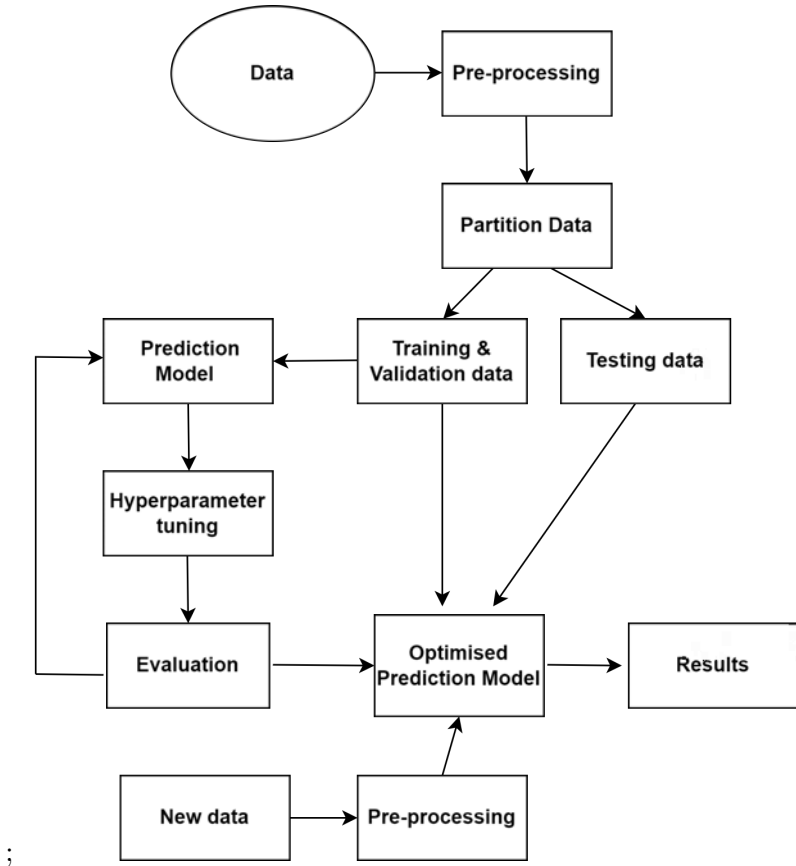 Data
Pre-processing
Partition Data
Prediction
Model
Training &
Validation data
Testing data
Hyperparameter
tuning
Evaluation
Optimised
Prediction Model
Results
New data
Pre-processing
;